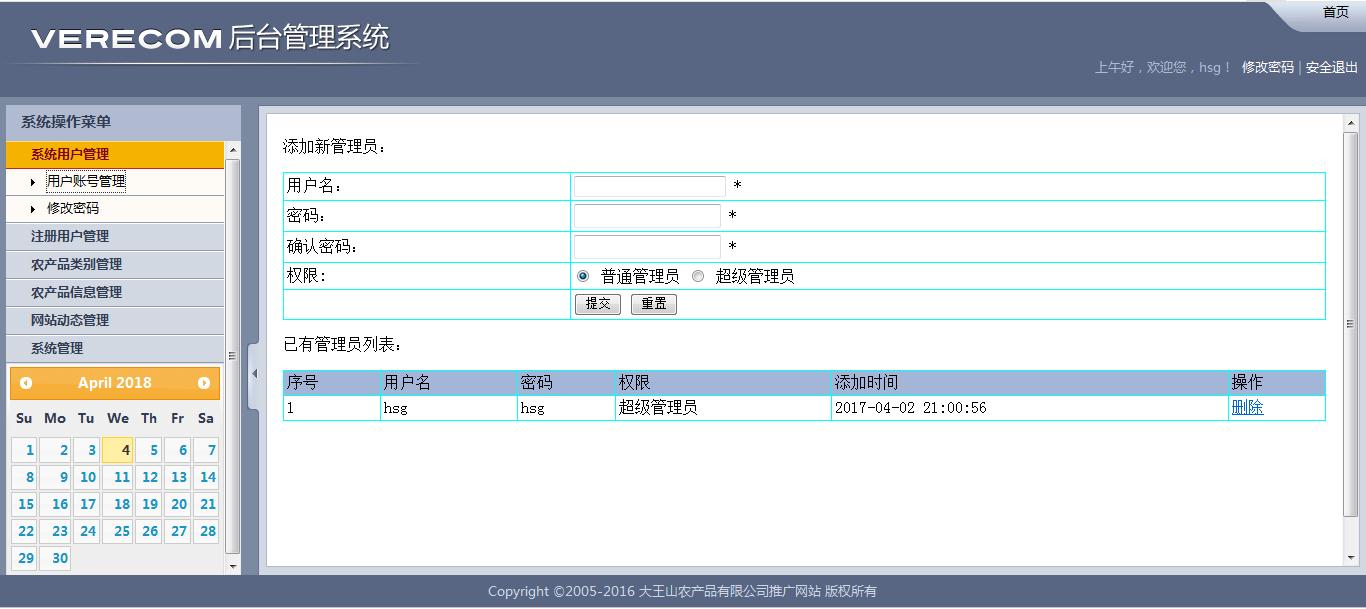 首页
VERECOM 后台管理系统
上午好，欢迎您，hsg！ 修改密码 | 安全退出
系统操作菜单
系统用户管理
用户账号管理
修改密码
注册用户管理
农产品类别管理
农产品信息管理
网站动态管理
系统管理
April 2018
Su Mo Tu We Th Fr Sa
1 2 3 4 5 6 7
8 9 10 11 12 13 14
15 16 17 18 19 20 21
22 23 24 25 26 27 28
29 30
添加新管理员:
用户名: *
密码: *
确认密码: *
权限: 普通管理员 超级管理员
提交 重置
已有管理员列表:
序号 用户名 密码 权限 添加时间 操作
1 hsg hsg 超级管理员 2017-04-02 21:00:56 删除
Copyright ©2005-2016 大王山农产品有限公司推广网站 版权所有